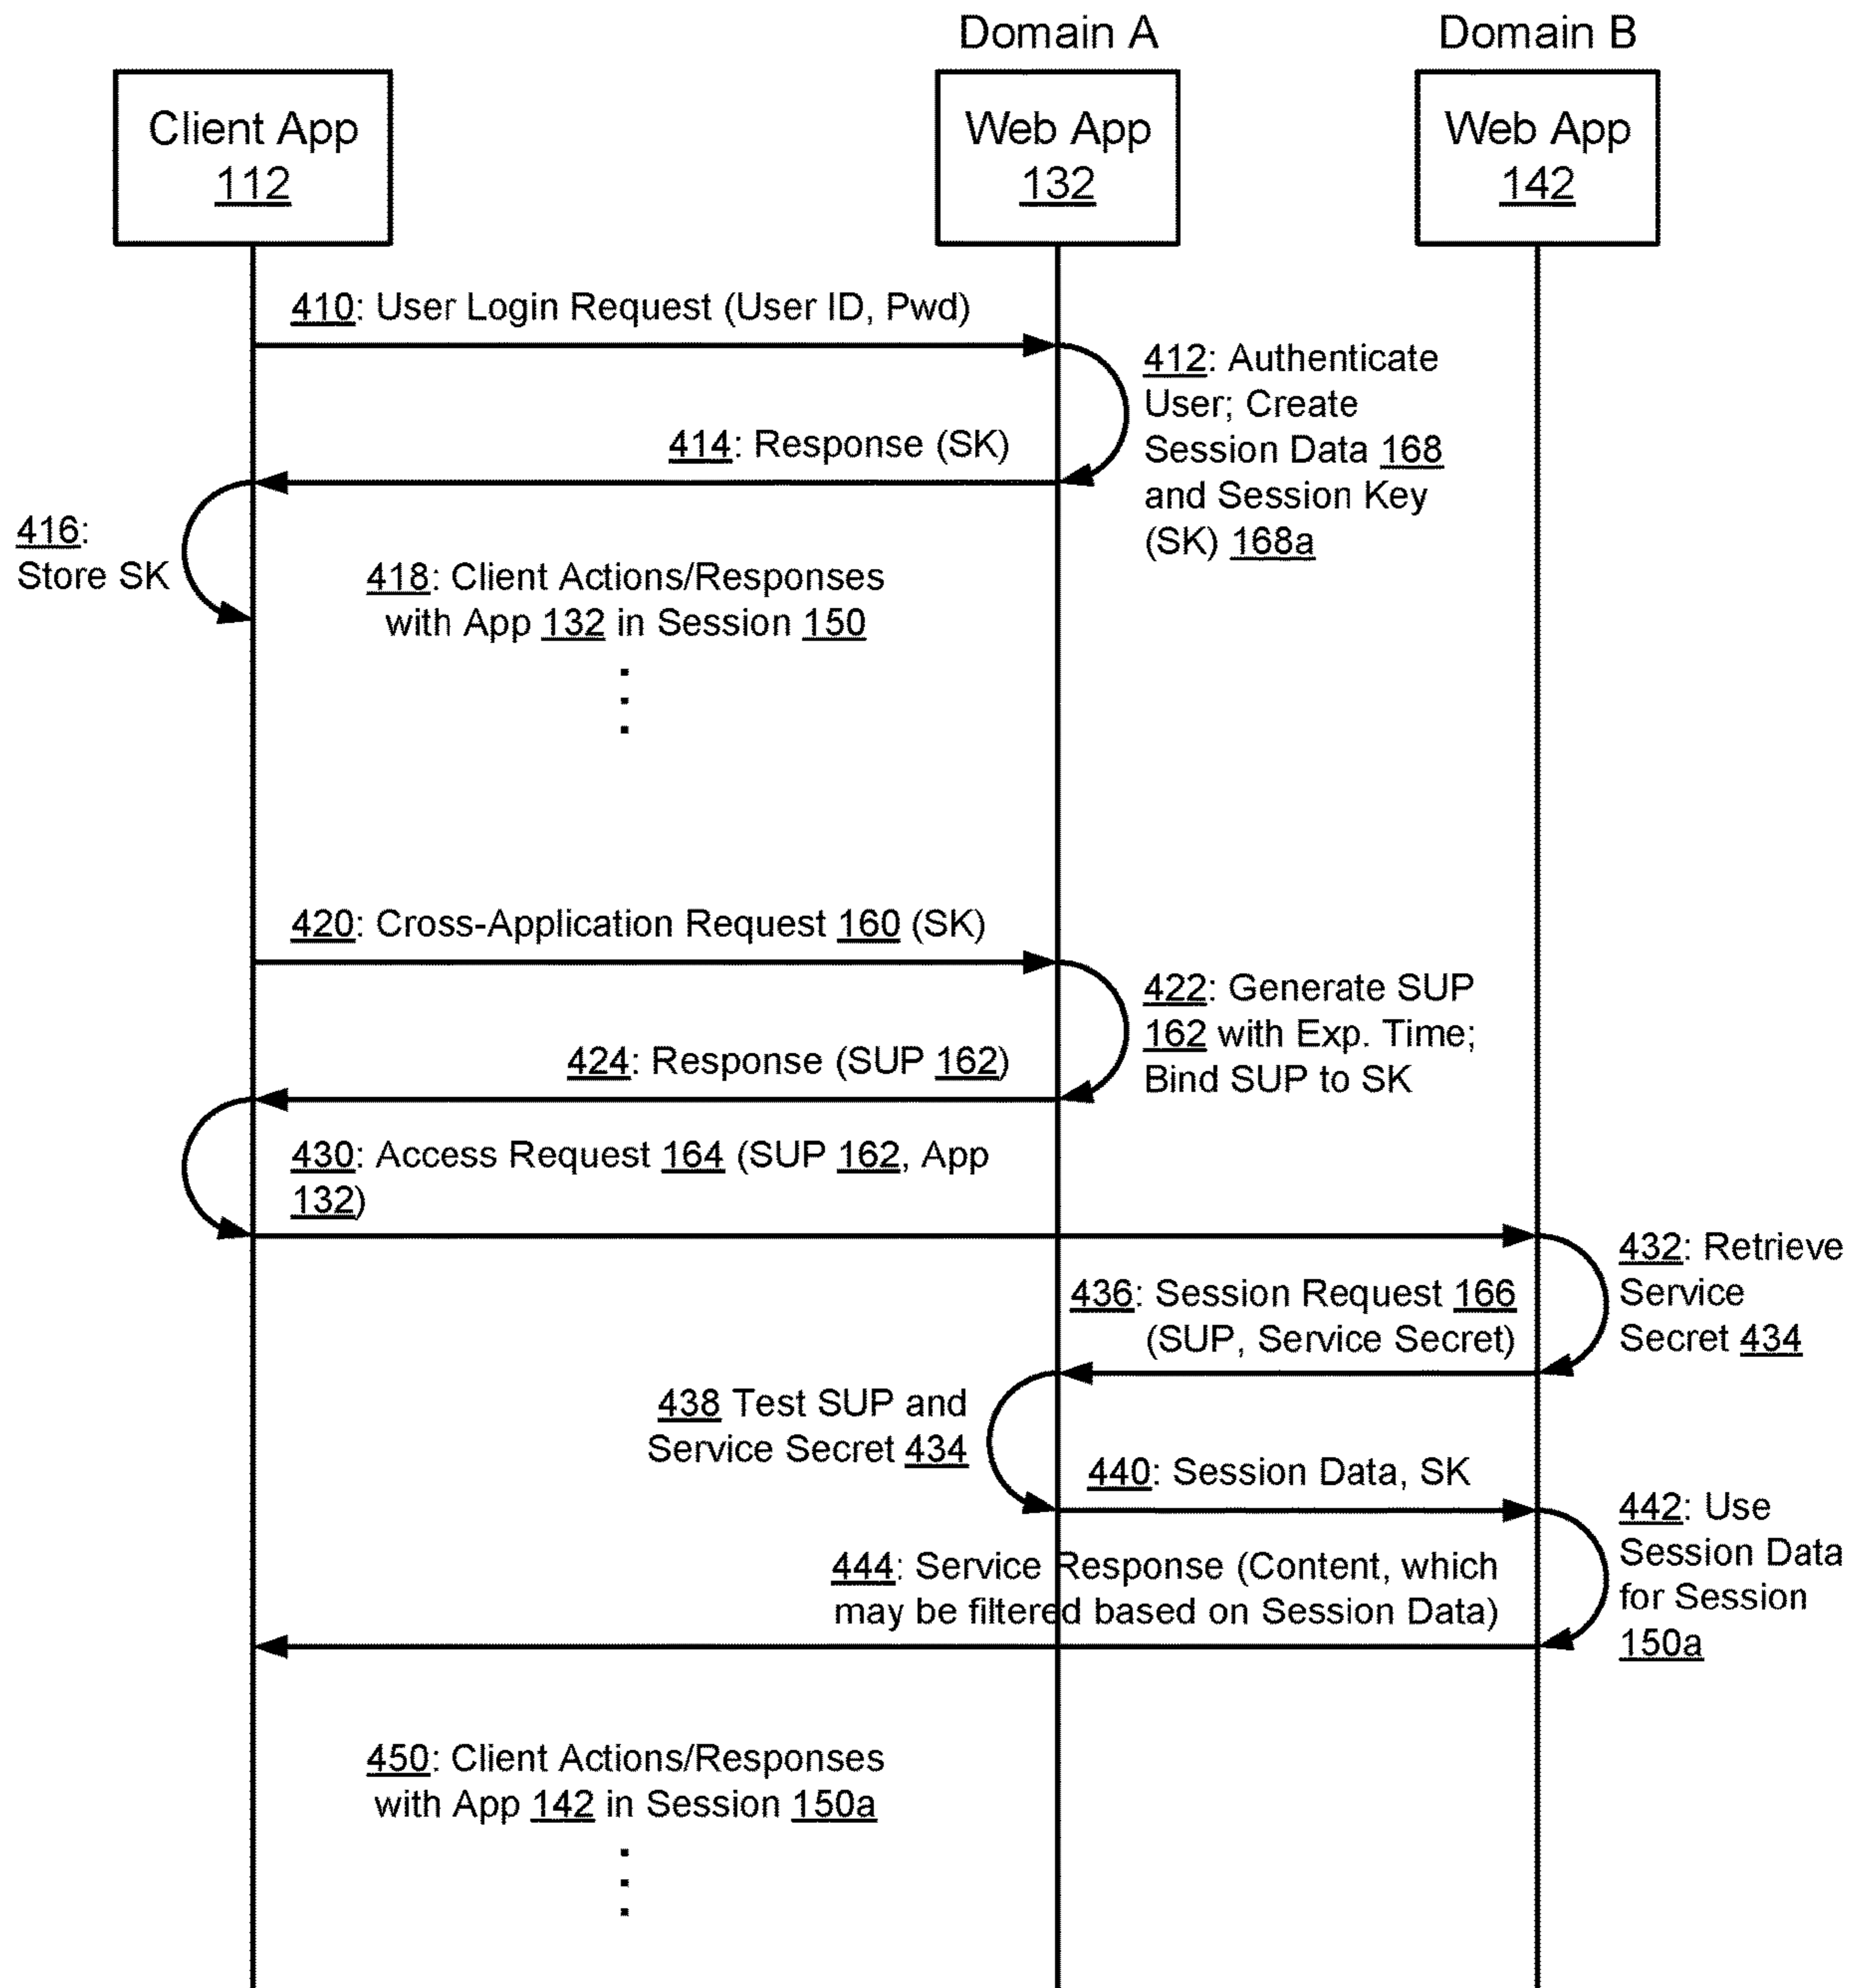 Domain A
Domain B
Client App
112
Web App
132
Web App
142
410: User Login Request (User ID, Pwd)
412: Authenticate
User; Create
Session Data 168
and Session Key
(SK) 168a
414: Response (SK)
416:
Store SK
418: Client Actions/Responses
with App 132 in Session 150
420: Cross-Application Request 160 (SK)
422: Generate SUP
162 with Exp. Time;
Bind SUP to SK
424: Response (SUP 162)
430: Access Request 164 (SUP 162, App
132)
432: Retrieve
Service
Secret 434
436: Session Request 166
(SUP, Service Secret)
438 Test SUP and
Service Secret 434
440: Session Data, SK
442: Use
Session Data
for Session
150a
444: Service Response (Content, which
may be filtered based on Session Data)
450: Client Actions/Responses
with App 142 in Session 150a